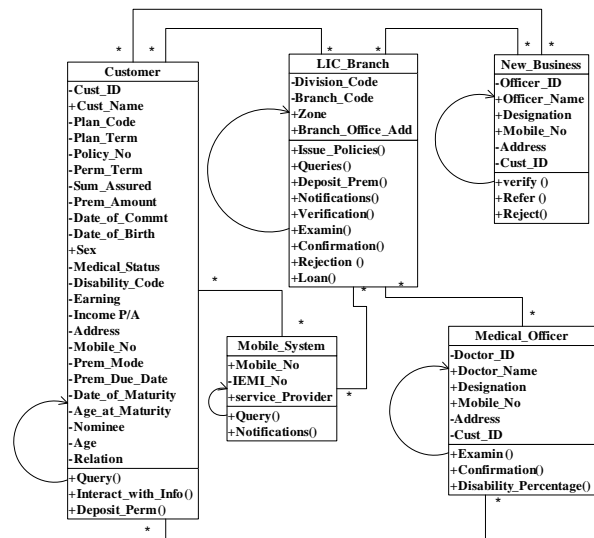 *
*
*
*
*
Customer
-Cust_ID
+Cust_Name
-Plan_Code
-Plan_Term
-Policy_No
-Perm_Term
-Sum_Assured
-Prem_Amount
-Date_of_Commt
-Date_of_Birth
+Sex
-Medical_Status
-Disability_Code
-Earning
-Income P/A
-Address
-Mobile_No
-Prem_Mode
-Prem_Due_Date
-Date_of_Maturity
-Age_at_Maturity
-Nominee
-Age
-Relation
+Query()
+Interact_with_Info()
+Deposit_Perm()
*
LIC_Branch
-Division_Code
-Branch_Code
+Zone
+Branch_Office_Add
+Issue_Policies()
+Queries()
+Deposit_Prem()
+Notifications()
+Verification()
+Examin()
+Confirmation()
+Rejection ()
+Loan()
*
New_Business
-Officer_ID
+Officer_Name
+Designation
+Mobile_No
-Address
-Cust_ID
+verify ()
+Refer ()
+Reject()
*
*
*
*
Mobile_System
+Mobile_No
-IEMI_No
+service_Provider
+Query()
+Notifications()
*
*
Medical_Officer
-Doctor_ID
+Doctor_Name
+Designation
+Mobile_No
-Address
-Cust_ID
+Examin()
+Confirmation()
+Disability_Percentage()
*